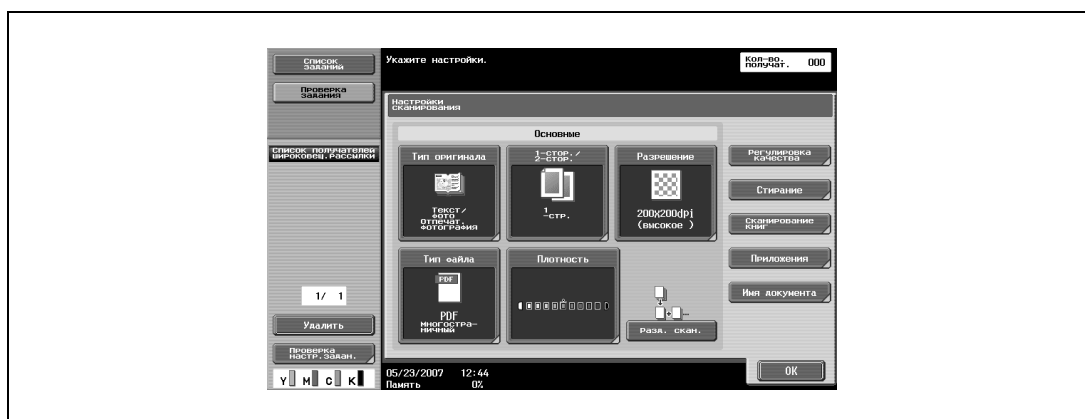 Список
заданий
Проверка
задания
Список получателей
широковещ.рассылки
1/ 1
Удалить
Проверка
настр.задан.
Y M C K
Укажите настройки.
Кол-во.
получат. 000
Настройки
сканирования
Основные
Тип оригинала
Текст/
фото
Отпечат.
фотография
1-стор./
2-стор.
1
-стр.
Разрешение
200x200dpi
(высокое )
Тип файла
PDF
PDF
многостра-
ничный
Плотность
Разд. скан.
Регулировка
качества
Стирание
Сканирование
книг
Приложения
Имя документа
05/23/2007 12:44
Память 0%
OK